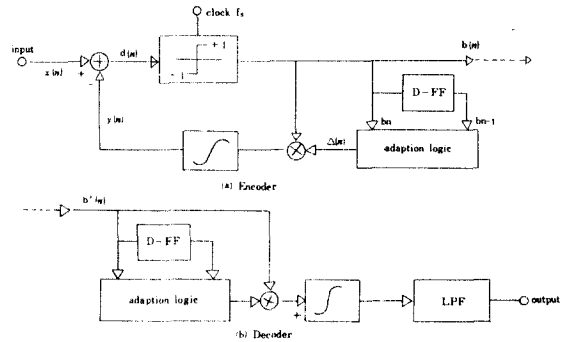 clock fs
input
x(n)
+
-
d(n)
+1
-1
b(n)
D-FF
y(n)
Δ(n)
bn
bn-1
adaption logic
(a) Encoder
b'(n)
D-FF
adaption logic
+
LPF
output
(b) Decoder